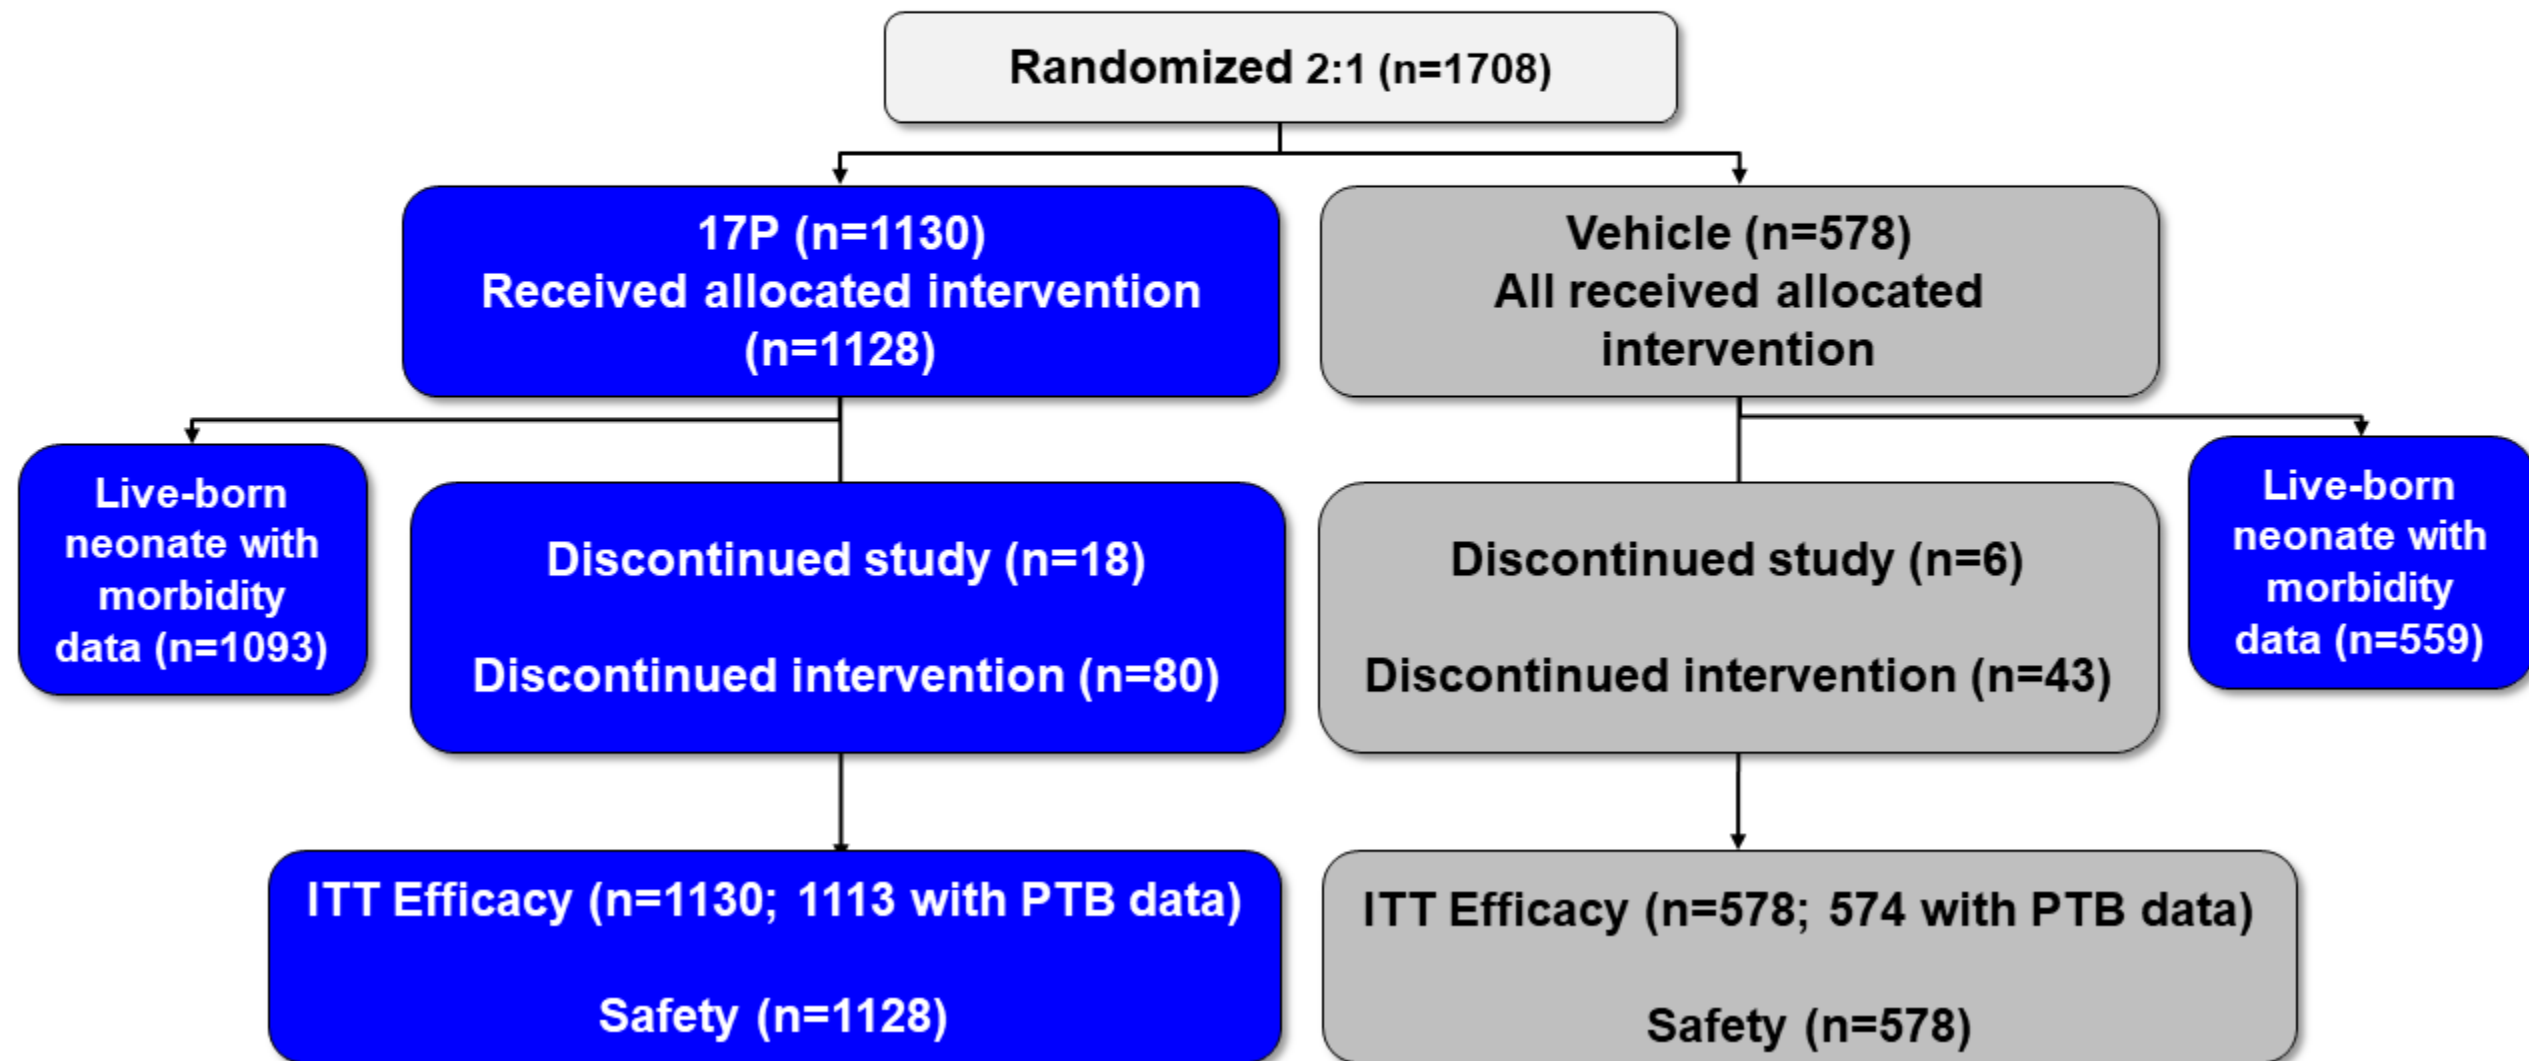 Randomized 2:1 (n=1708)
17P (n=1130)
Received allocated intervention
(n=1128)
Vehicle (n=578)
All received allocated
intervention
Live-born
neonate with
morbidity
data (n=1093)
Discontinued study (n=18)
Discontinued intervention (n=80)
Discontinued study (n=6)
Discontinued intervention (n=43)
Live-born
neonate with
morbidity
data (n=559)
ITT Efficacy (n=1130; 1113 with PTB data)
Safety (n=1128)
ITT Efficacy (n=578; 574 with PTB data)
Safety (n=578)